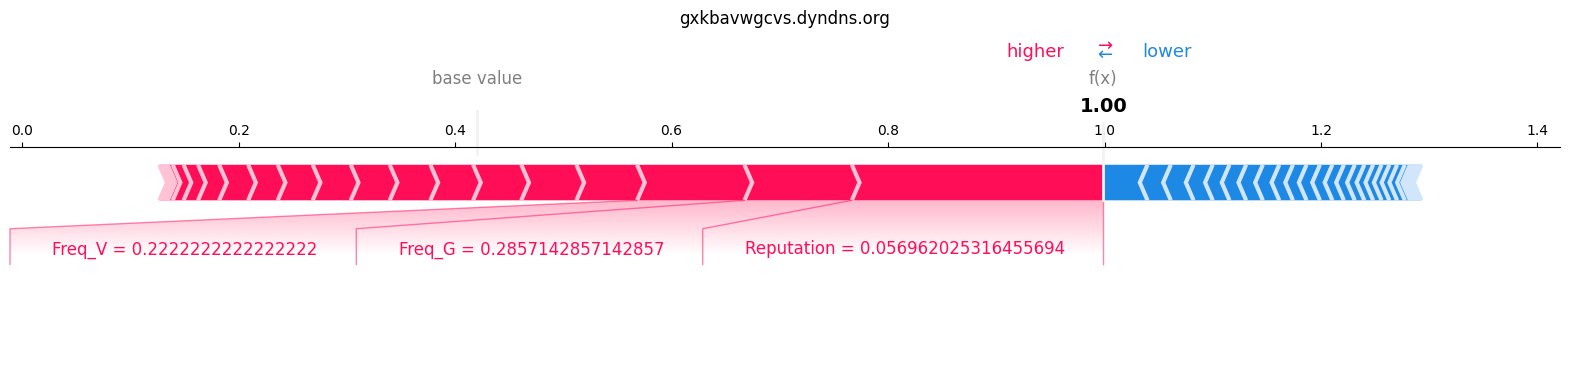 gxkbavwgcvs.dyndns.org
higher ⇄ lower
base value f(x)
1.00
0.0 0.2 0.4 0.6 0.8 1.0 1.2 1.4
Freq_V = 0.2222222222222222 Freq_G = 0.2857142857142857 Reputation = 0.056962025316455694